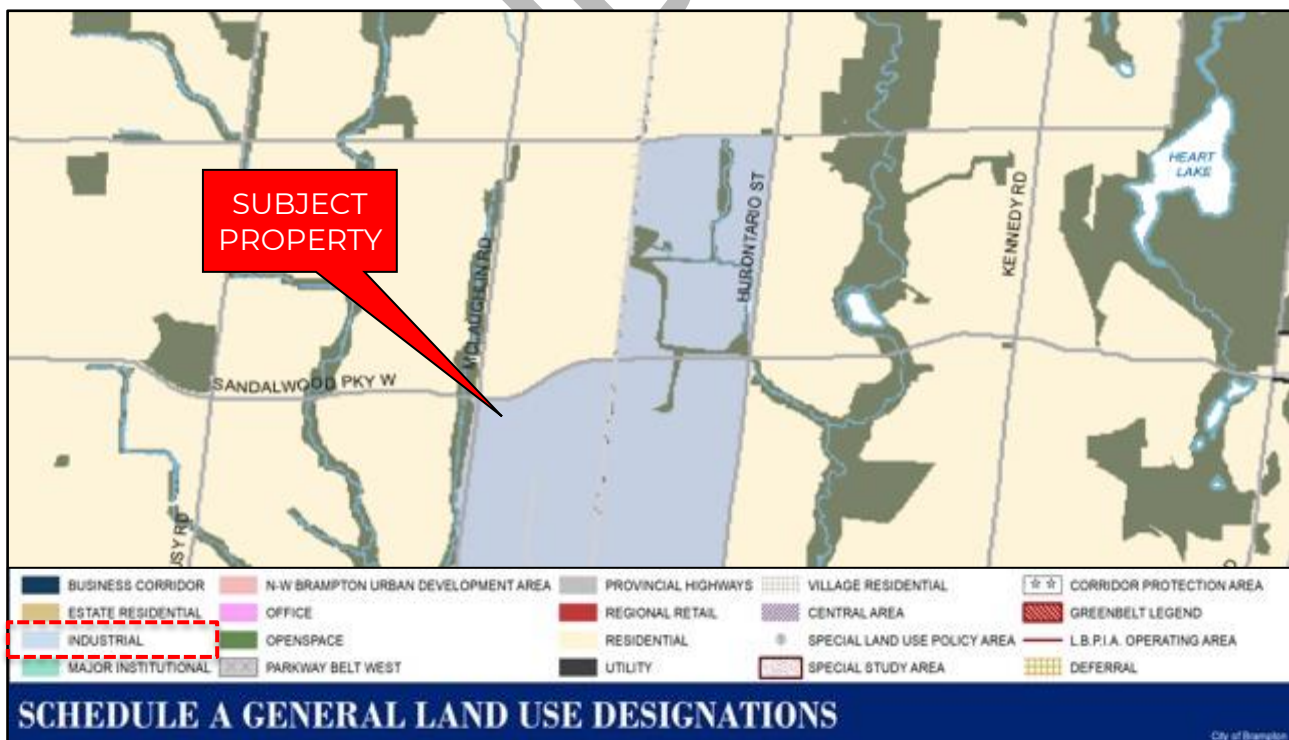 HEART
LAKE
SUBJECT
PROPERTY
MCLAUGHLIN RD
HURONTARIO ST
KENNEDY RD
SANDALWOOD PKY W
BUSINESS CORRIDOR
N-W BRAMPTON URBAN DEVELOPMENT AREA
PROVINCIAL HIGHWAYS
VILLAGE RESIDENTIAL
CORRIDOR PROTECTION AREA
ESTATE RESIDENTIAL
OFFICE
REGIONAL RETAIL
CENTRAL AREA
GREENBELT LEGEND
INDUSTRIAL
OPENSPACE
RESIDENTIAL
SPECIAL LAND USE POLICY AREA
L.B.P.I.A. OPERATING AREA
MAJOR INSTITUTIONAL
PARKWAY BELT WEST
UTILITY
SPECIAL STUDY AREA
DEFERRAL
SCHEDULE A GENERAL LAND USE DESIGNATIONS
City of Brampton